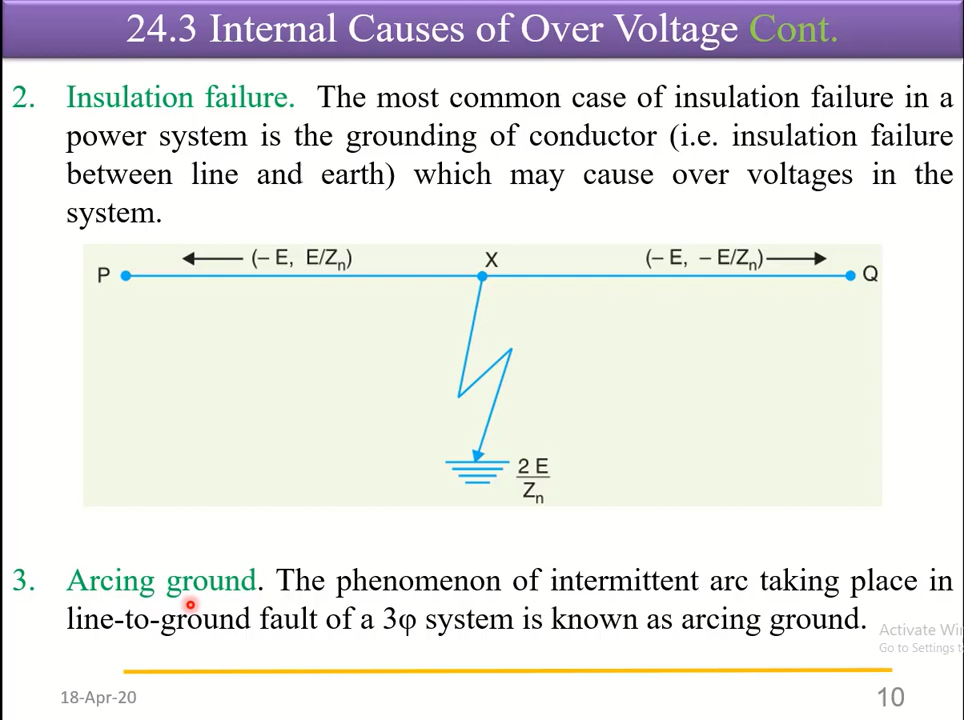 24.3 Internal Causes of Over Voltage Cont.
2. Insulation failure. The most common case of insulation failure in a
power system is the grounding of conductor (i.e. insulation failure
between line and earth) which may cause over voltages in the
system.
(– E, E/Zn) X (– E, – E/Zn)
P Q
2 E
Zn
3. Arcing ground. The phenomenon of intermittent arc taking place in
line-to-ground fault of a 3φ system is known as arcing ground.
Activate Wi
Go to Settings t
18-Apr-20 10